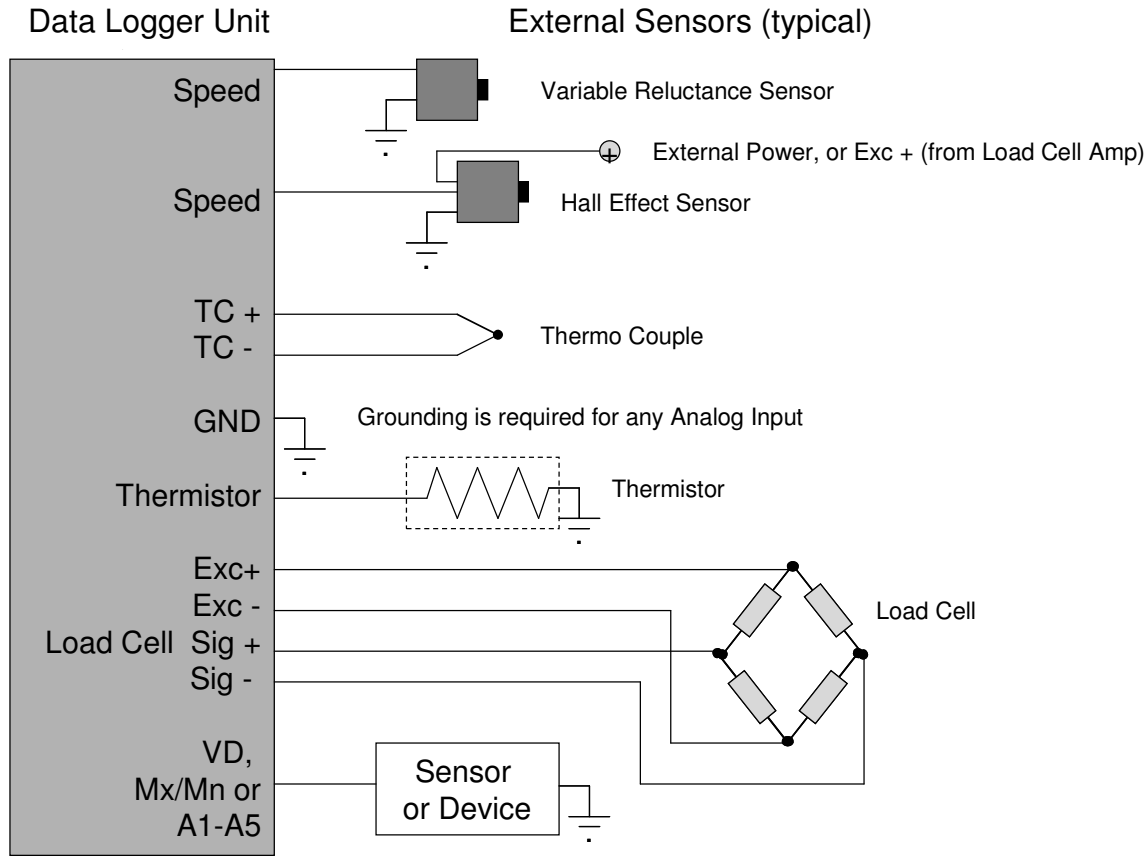 Data Logger Unit
External Sensors (typical)
Speed
Variable Reluctance Sensor
External Power, or Exc + (from Load Cell Amp)
Speed
Hall Effect Sensor
TC +
TC -
Thermo Couple
GND
Grounding is required for any Analog Input
Thermistor
Thermistor
Exc+
Exc -
Load Cell Sig +
Sig -
Load Cell
VD,
Mx/Mn or
A1-A5
Sensor
or Device